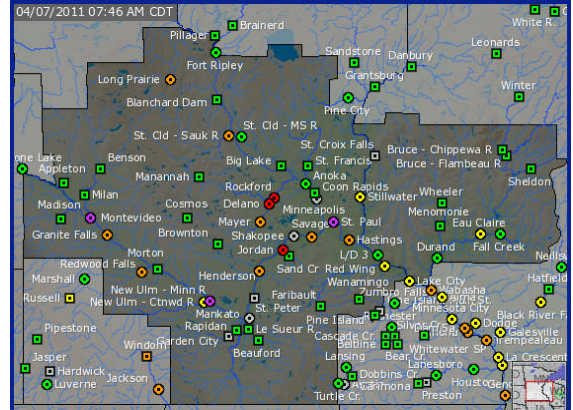 04/07/2011 07:46 AM CDT
Brainerd
White R.
Pillager
Leonards
Sandstone
Danbury
Fort Ripley
Long Prairie
Grantsburg
Winter
Blanchard Dam
Pine City
St. Cld - MS R
St. Cld - Sauk R
St. Croix Falls
Bruce - Chippewa R
Bruce - Flambeau R
Big Lake
St. Francis
Benson
Appleton
Manannah
Anoka
Sheldon
Rockford
Coon Rapids
Milan
Stillwater
Wheeler
Madison
Delano
Minneapolis
Cosmos
Menomonie
Montevideo
Mayer
Savage
St. Paul
Eau Claire
Granite Falls
Brownton
Shakopee
Hastings
Fall Creek
Jordan
L/D 3
Durand
Morton
Redwood Falls
Sand Cr
Red Wing
Henderson
Wanamingo
Lake City
Marshall
Hatfield
New Ulm - Minn R
Faribault
Zumbro Falls
Wabasha
Russell
New Ulm - Ctnwd R
St. Peter
Alma
Mankato
Pine Island
Minnesota City
Black River F
Pipestone
Rapidan
Le Sueur R
Dodge
Galesville
Garden City
Cascade Cr
Windom
Beltline
Whitewater SP
Trempealeau
Beauford
Lansing
Bear Cr
La Crescent
Jasper
Hardwick
Lanesboro
Jackson
Dobbins Cr
Luverne
Houston
Turtle Cr.
Preston